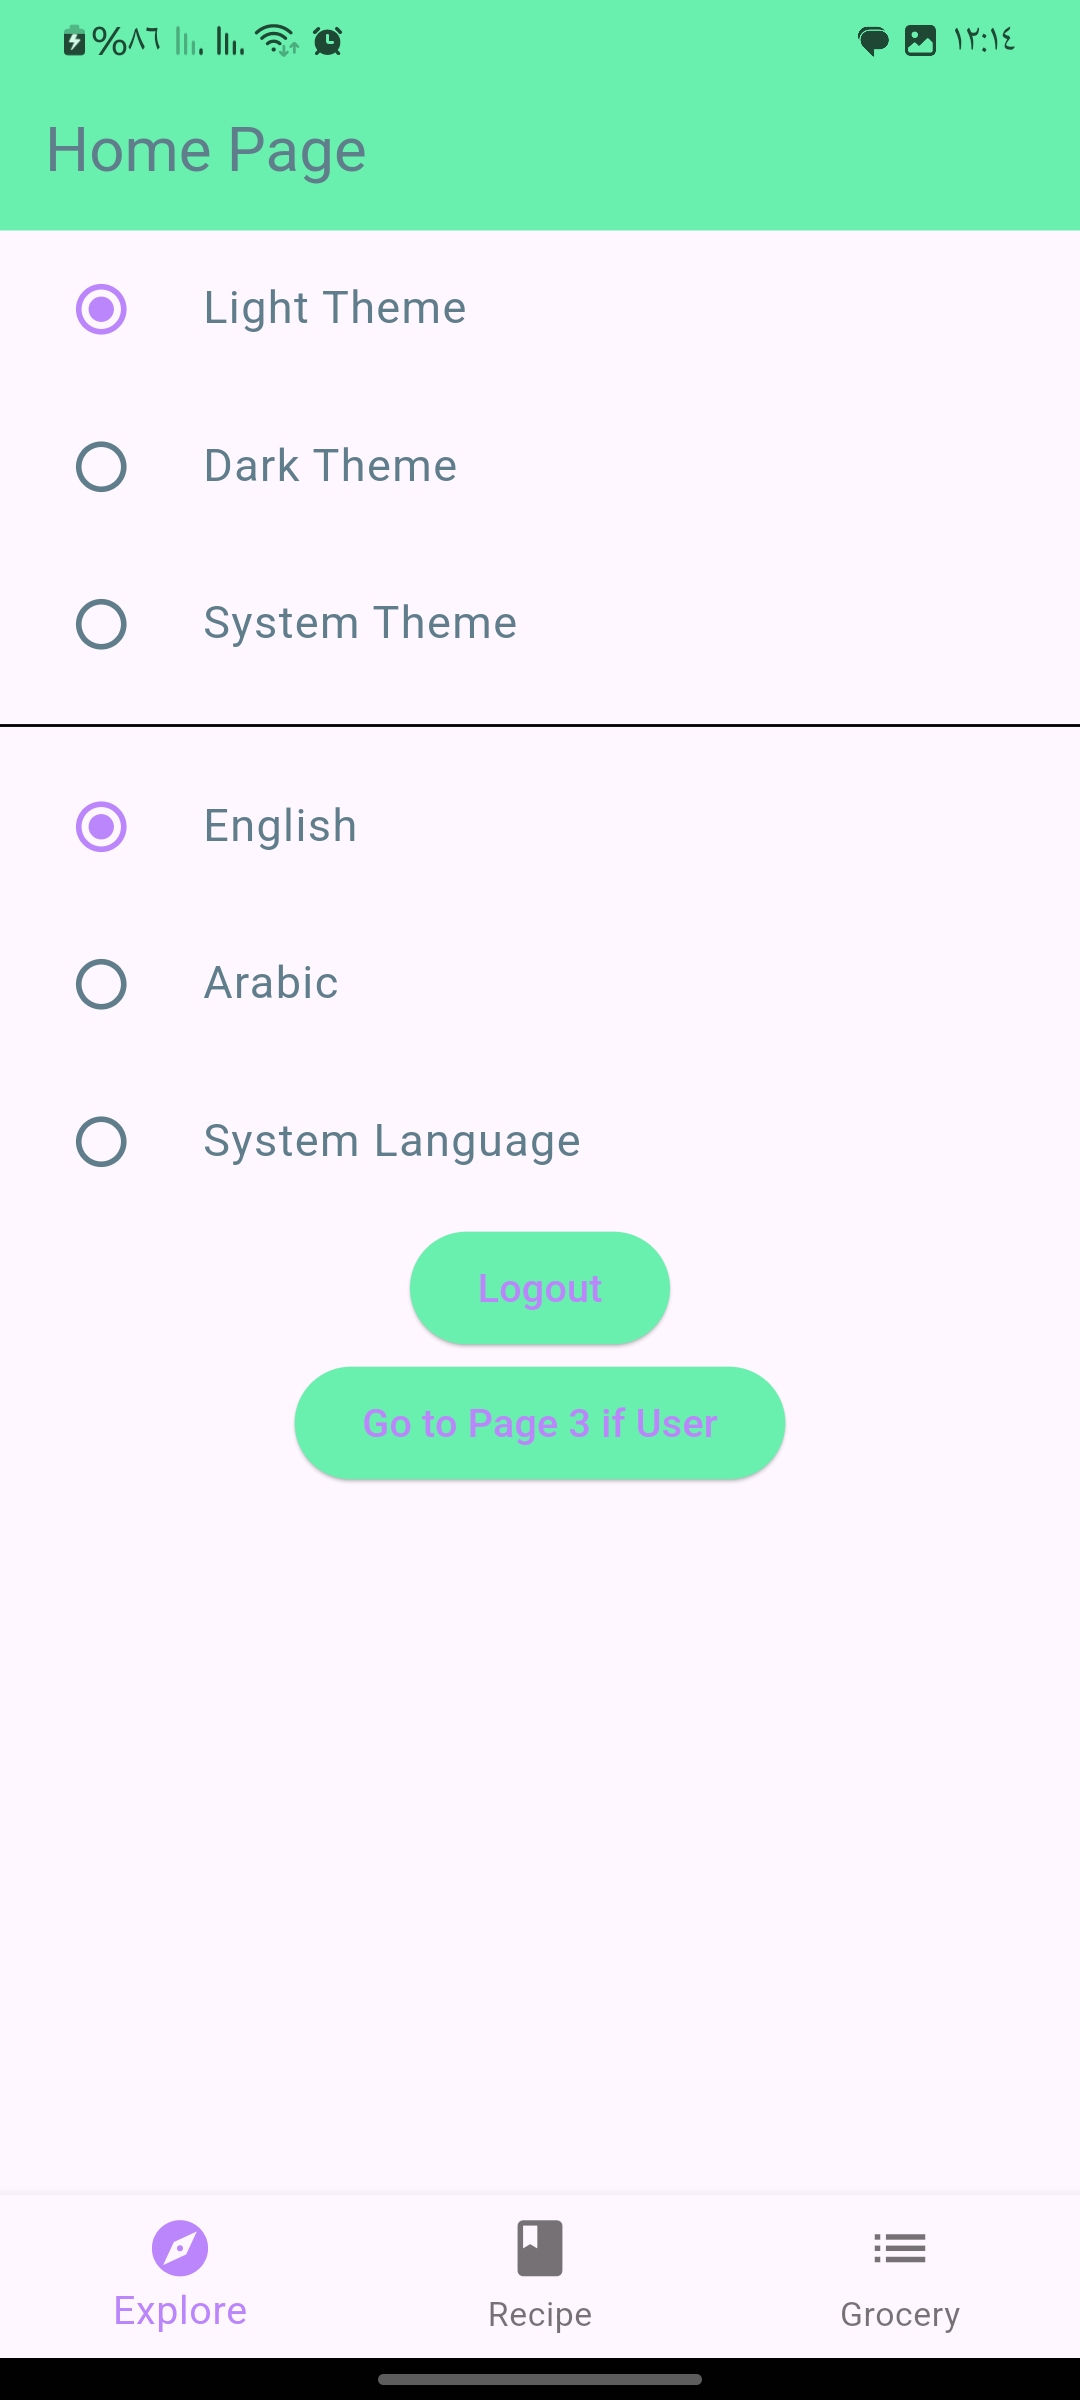 %٨٦ ١٢:١٤
Home Page
Light Theme
Dark Theme
System Theme
English
Arabic
System Language
Logout
Go to Page 3 if User
Explore Recipe Grocery